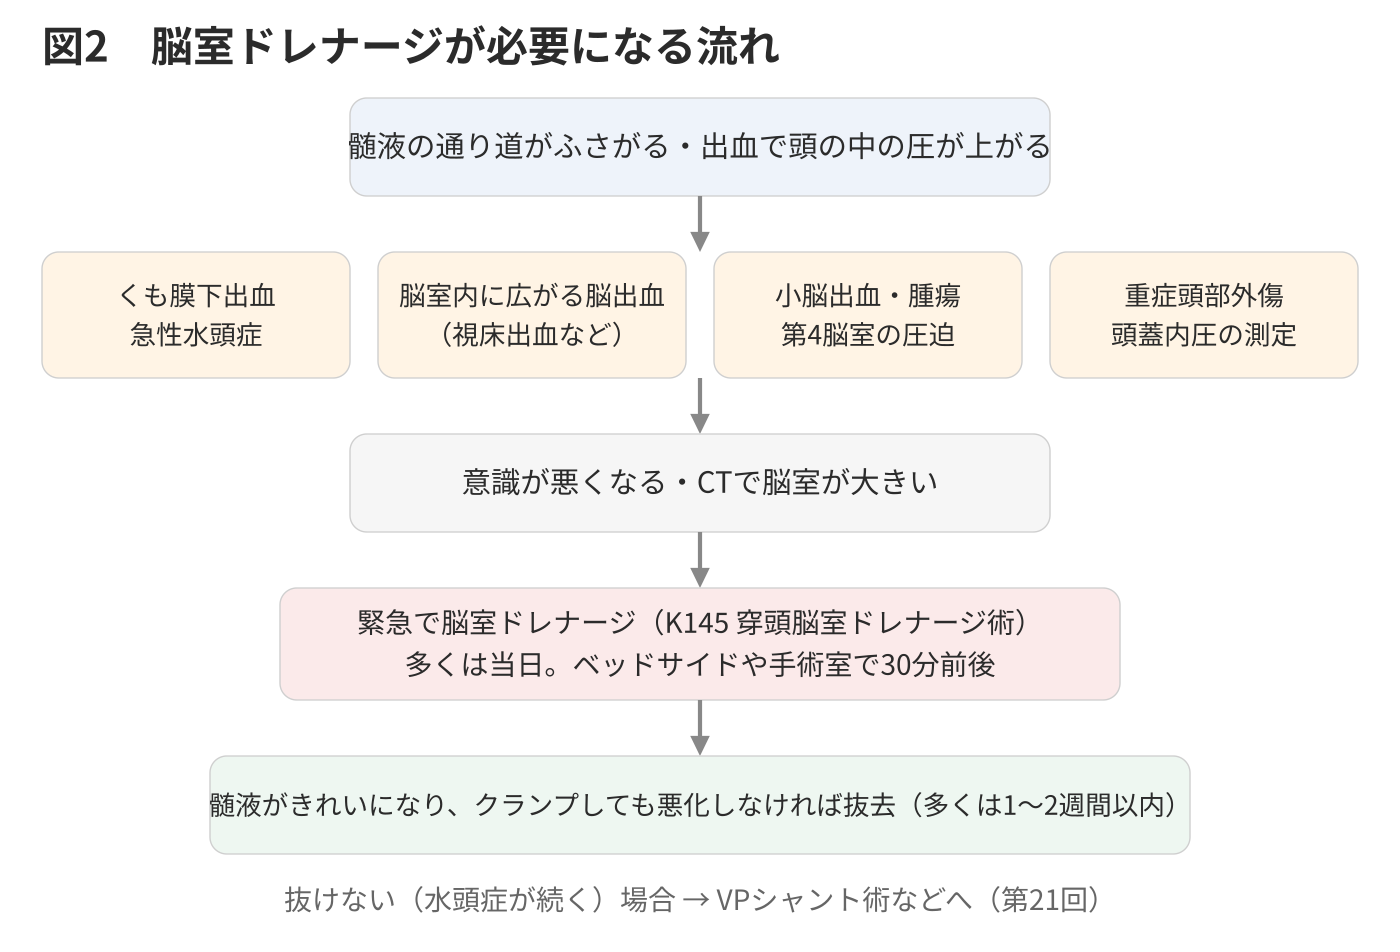 図2　脳室ドレナージが必要になる流れ
髄液の通り道がふさがる・出血で頭の中の圧が上がる
くも膜下出血
急性水頭症
脳室内に広がる脳出血
（視床出血など）
小脳出血・腫瘍
第4脳室の圧迫
重症頭部外傷
頭蓋内圧の測定
意識が悪くなる・CTで脳室が大きい
緊急で脳室ドレナージ（K145 穿頭脳室ドレナージ術）
多くは当日。ベッドサイドや手術室で30分前後
髄液がきれいになり、クランプしても悪化しなければ抜去（多くは1〜2週間以内）
抜けない（水頭症が続く）場合 → VPシャント術などへ（第21回）